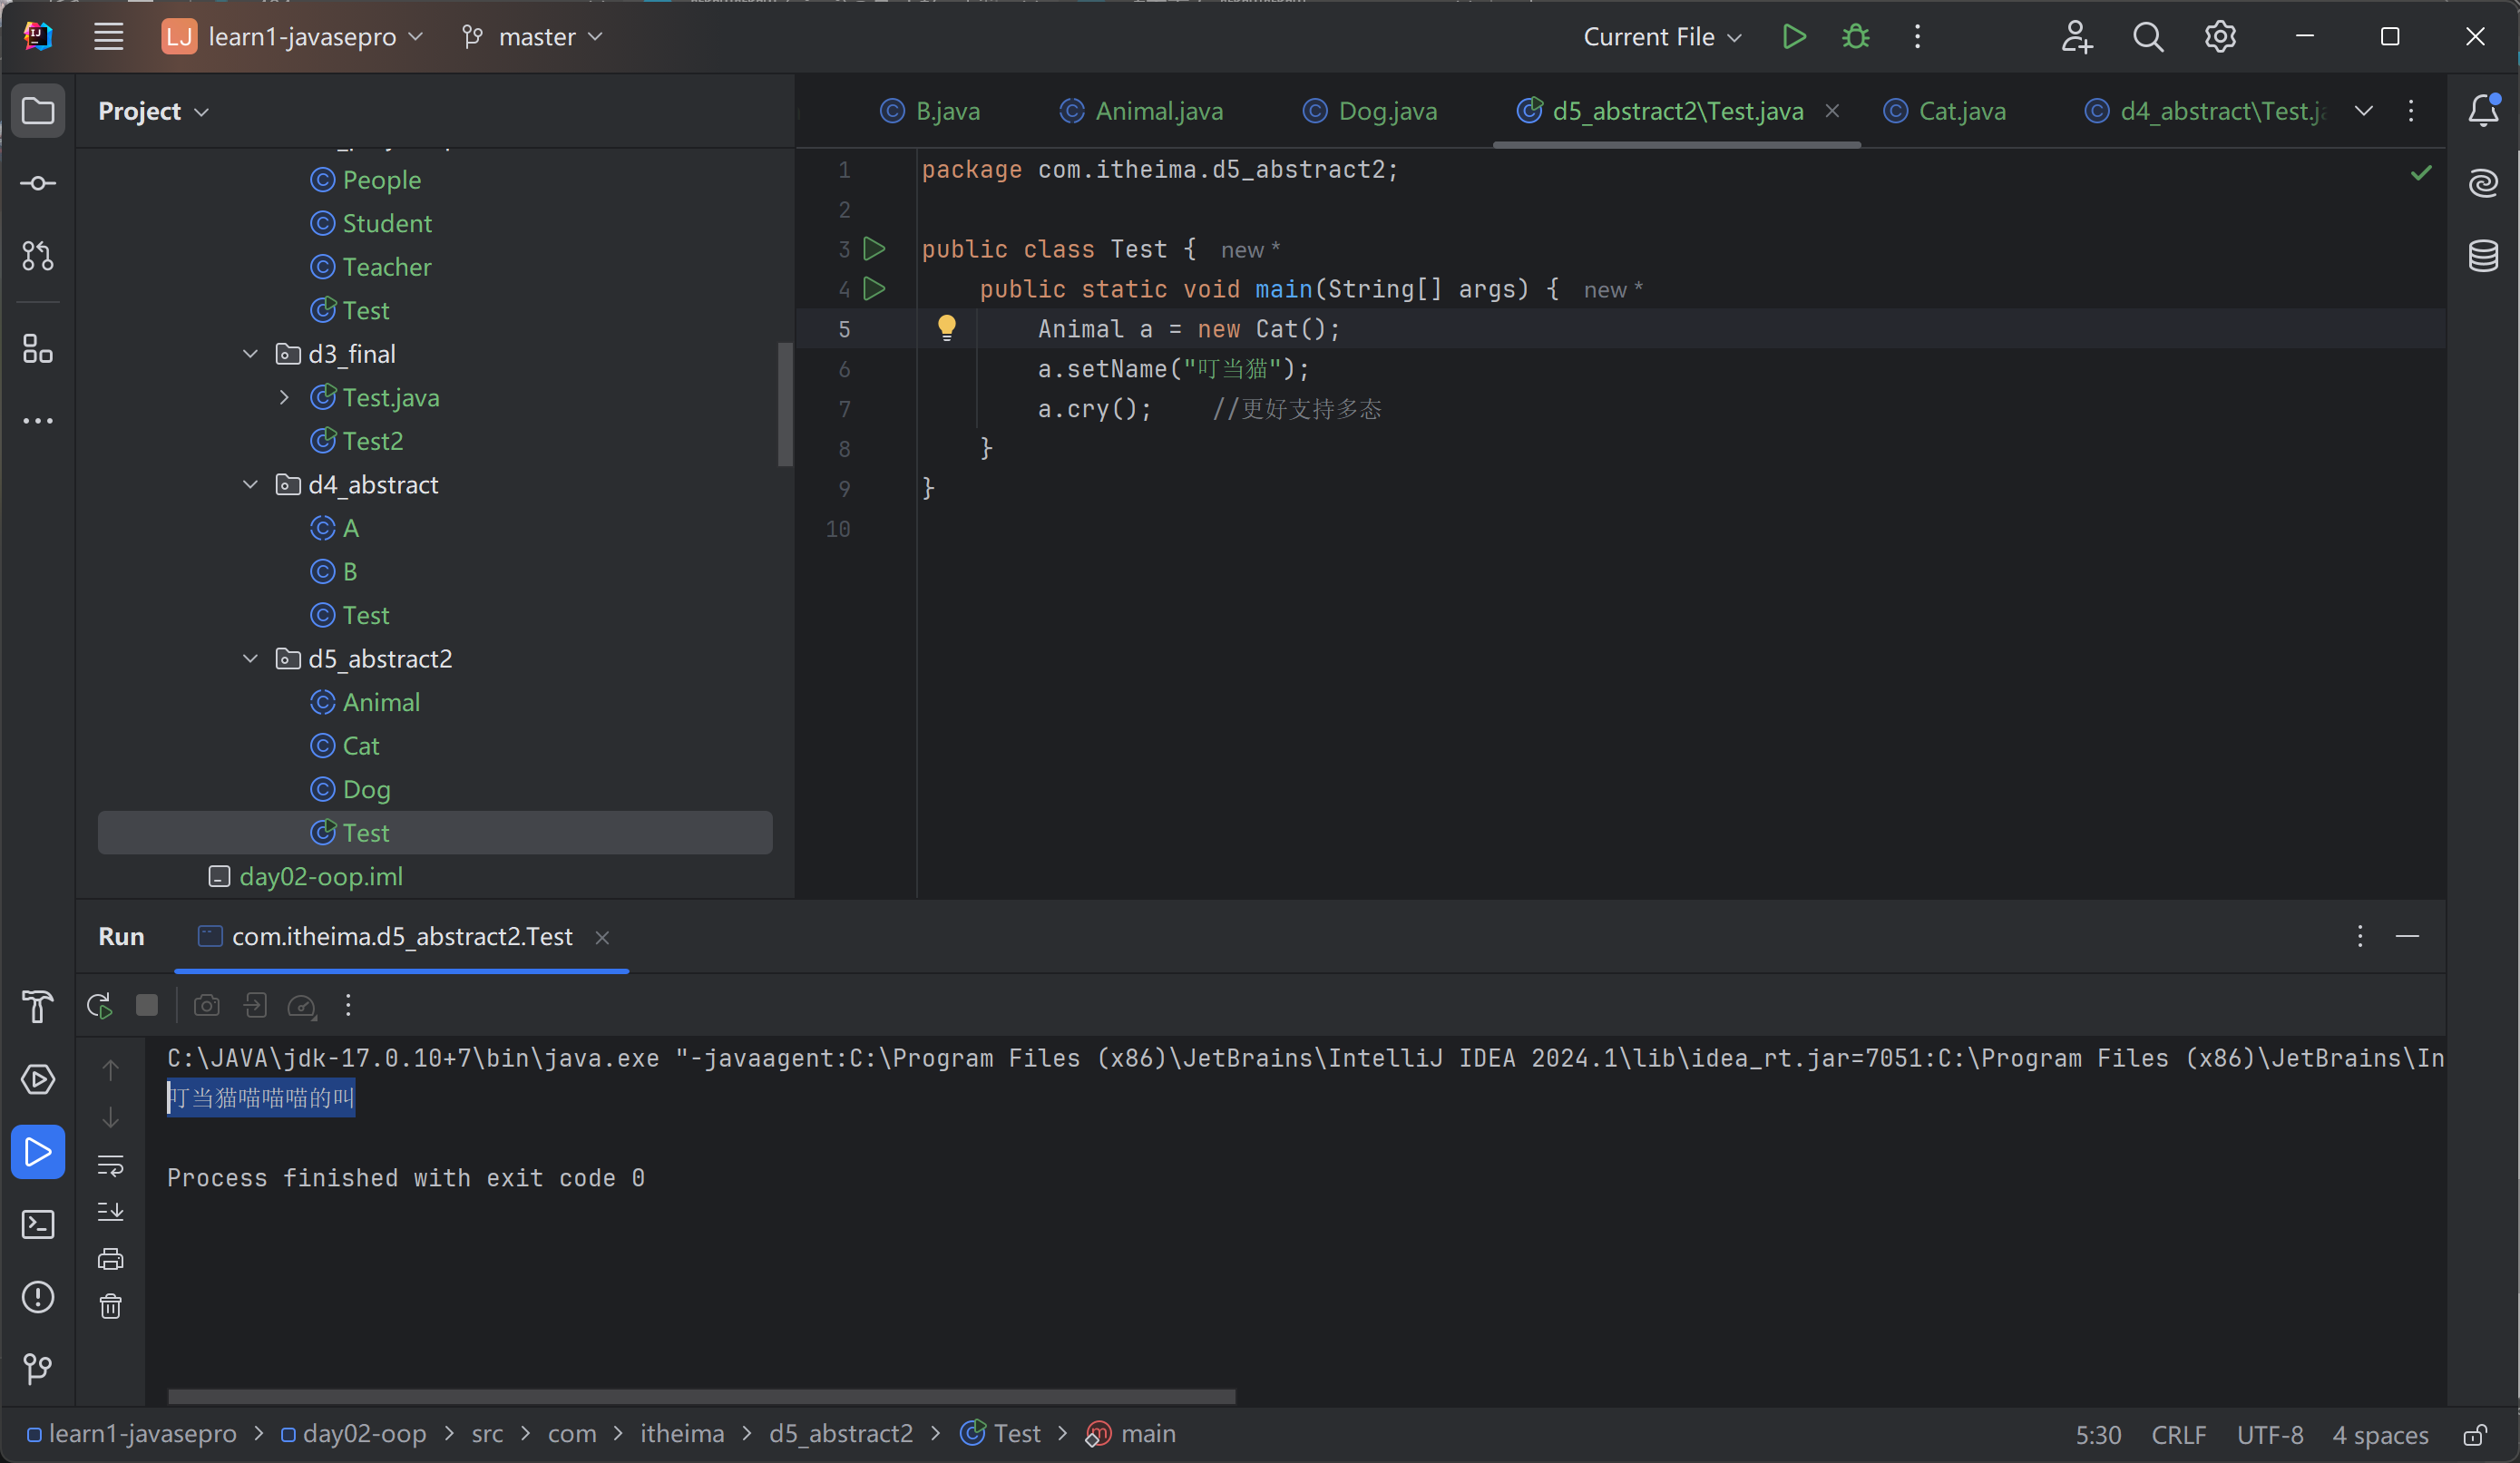 LJ learn1-javasepro master Current File
Project
B.java Animal.java Dog.java d5_abstract2\Test.java Cat.java d4_abstract\Test.ja
People
Student
Teacher
Test
d3_final
Test.java
Test2
d4_abstract
A
B
Test
d5_abstract2
Animal
Cat
Dog
Test
day02-oop.iml
1 package com.itheima.d5_abstract2;
2
3 public class Test { new *
4 public static void main(String[] args) { new *
5 Animal a = new Cat();
6 a.setName("叮当猫");
7 a.cry(); //更好支持多态
8 }
9 }
10
Run com.itheima.d5_abstract2.Test
C:\JAVA\jdk-17.0.10+7\bin\java.exe "-javaagent:C:\Program Files (x86)\JetBrains\IntelliJ IDEA 2024.1\lib\idea_rt.jar=7051:C:\Program Files (x86)\JetBrains\In
叮当猫喵喵喵的叫
Process finished with exit code 0
learn1-javasepro > day02-oop > src > com > itheima > d5_abstract2 > Test > main 5:30 CRLF UTF-8 4 spaces